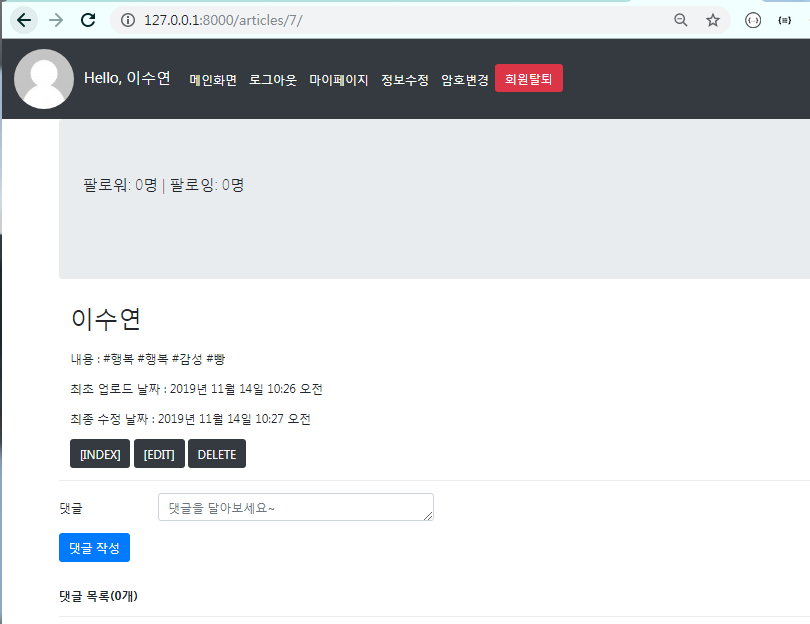 127.0.0.1:8000/articles/7/
Hello, 이수연 메인화면 로그아웃 마이페이지 정보수정 암호변경 회원탈퇴
팔로워: 0명 | 팔로잉: 0명
이수연
내용 : #행복 #행복 #감성 #빵
최초 업로드 날짜 : 2019년 11월 14일 10:26 오전
최종 수정 날짜 : 2019년 11월 14일 10:27 오전
[INDEX] [EDIT] DELETE
댓글 댓글을 달아보세요~
댓글 작성
댓글 목록(0개)